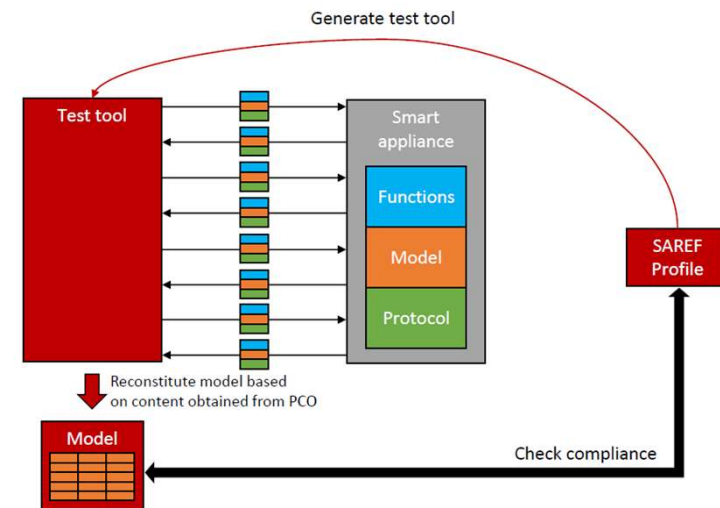 Generate test tool
Test tool
Smart
appliance
Functions
Model
Protocol
SAREF
Profile
Reconstitute model based
on content obtained from PCO
Model
Check compliance